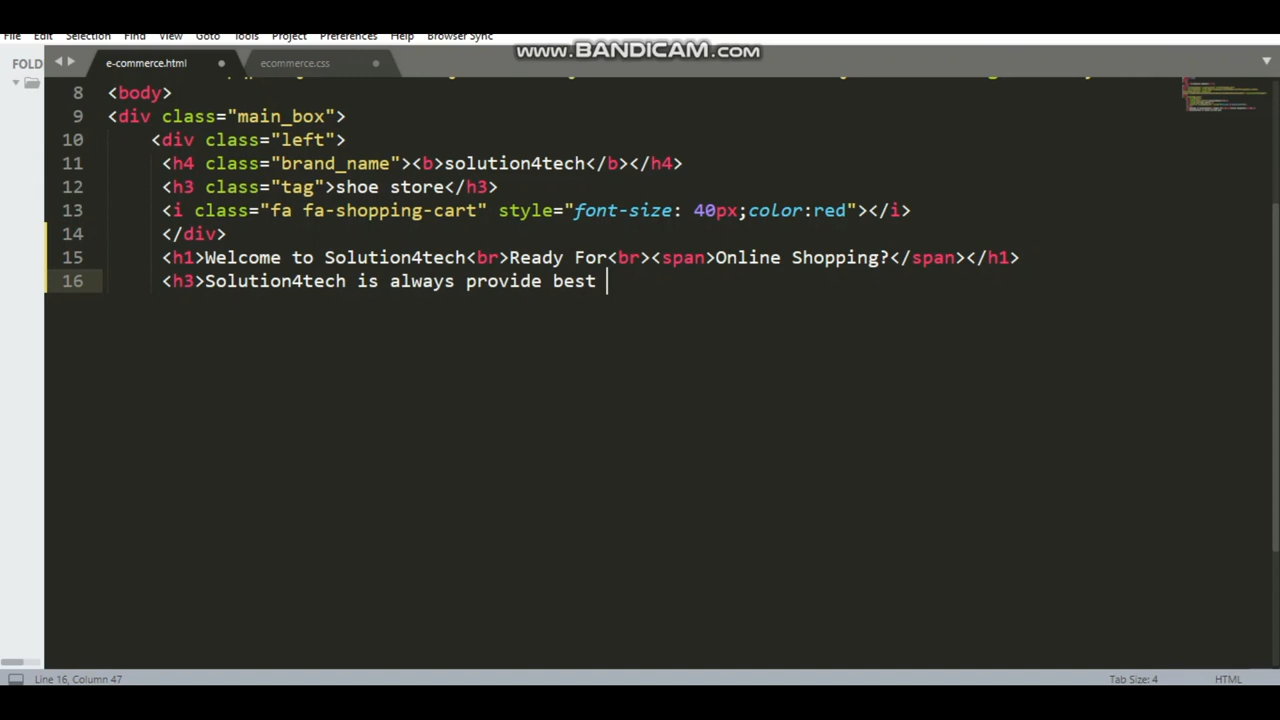 File Edit Selection Find View Goto Tools Project Preferences Help Browser Sync
www.BANDICAM.com
FOLD
e-commerce.html
ecommerce.css
8 <body>
9 <div class="main_box">
10 <div class="left">
11 <h4 class="brand_name"><b>solution4tech</b></h4>
12 <h3 class="tag">shoe store</h3>
13 <i class="fa fa-shopping-cart" style="font-size: 40px;color:red"></i>
14 </div>
15 <h1>Welcome to Solution4tech<br>Ready For<br><span>Online Shopping?</span></h1>
16 <h3>Solution4tech is always provide best
Line 16, Column 47
Tab Size: 4
HTML